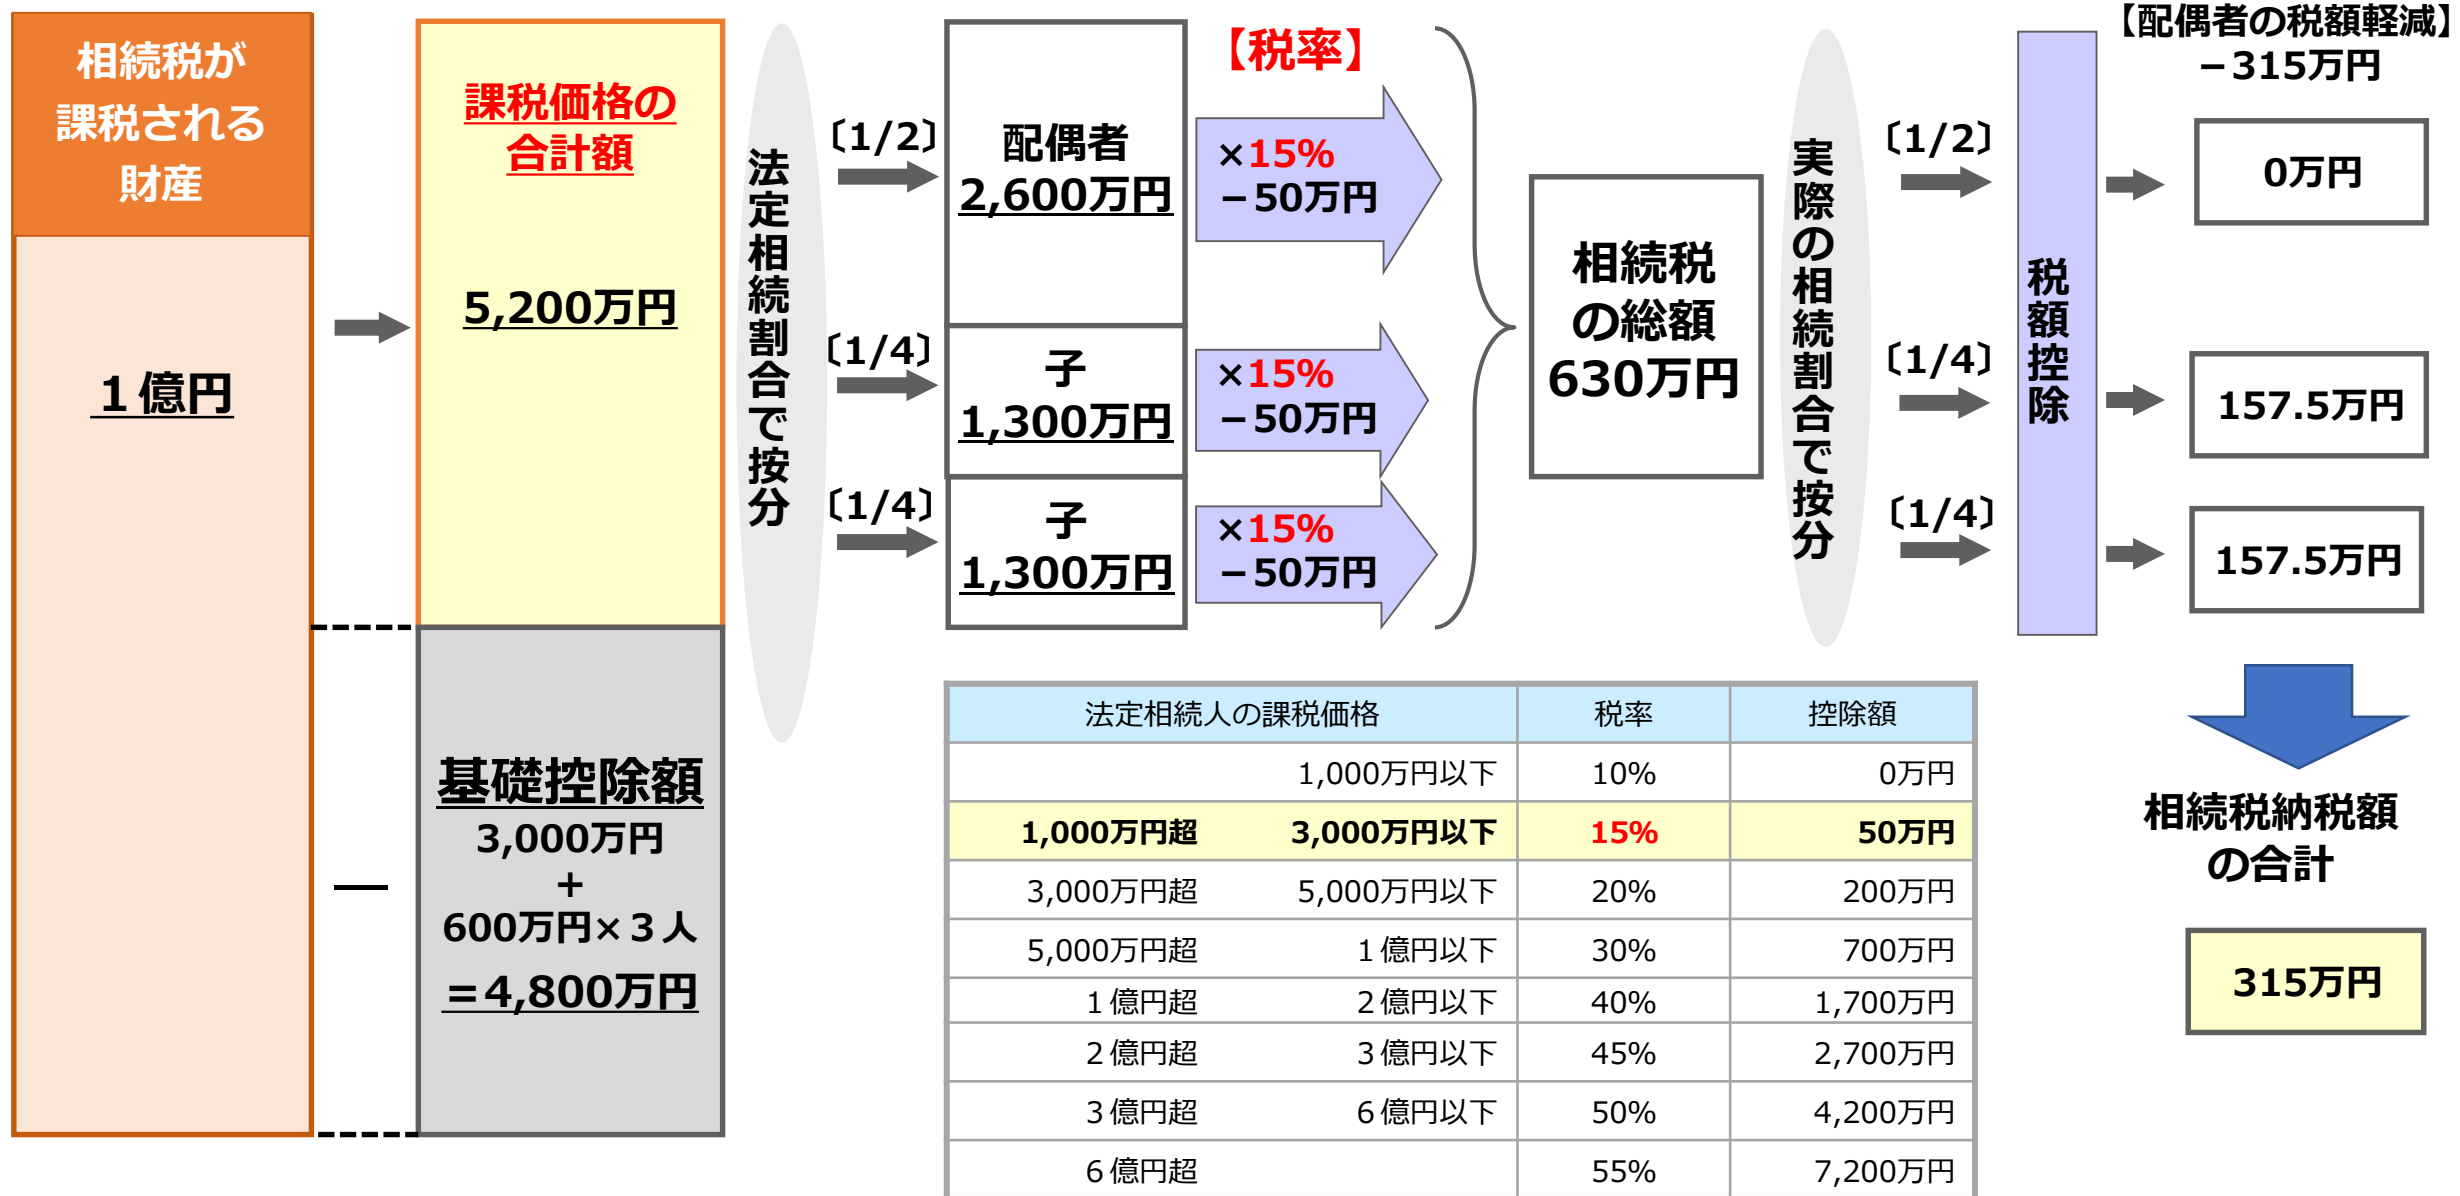 相続税が
課税される
財産
１億円
課税価格の
合計額
5,200万円
基礎控除額
3,000万円
+
600万円×３人
＝4,800万円
―
法定相続割合で按分
〔1/2〕
〔1/4〕
〔1/4〕
配偶者
2,600万円
子
1,300万円
子
1,300万円
【税率】
×15%
－50万円
×15%
－50万円
×15%
－50万円
相続税
の総額
630万円
実際の相続割合で按分
〔1/2〕
〔1/4〕
〔1/4〕
税額控除
【配偶者の税額軽減】
－315万円
0万円
157.5万円
157.5万円
相続税納税額
の合計
315万円
法定相続人の課税価格 税率 控除額
1,000万円以下 10% 0万円
1,000万円超 3,000万円以下 15% 50万円
3,000万円超 5,000万円以下 20% 200万円
5,000万円超 １億円以下 30% 700万円
１億円超 ２億円以下 40% 1,700万円
２億円超 ３億円以下 45% 2,700万円
３億円超 ６億円以下 50% 4,200万円
６億円超 55% 7,200万円